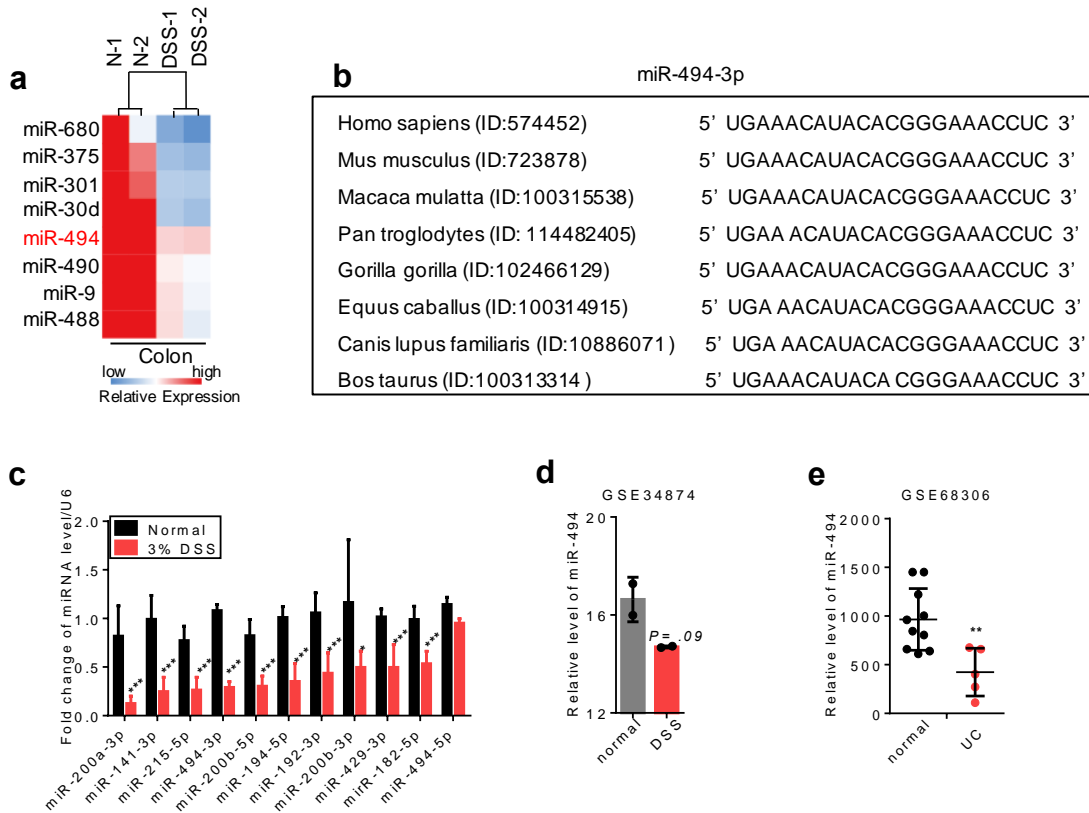 a
N-1
N-2
DSS-1
DSS-2
miR-680
miR-375
miR-301
miR-30d
miR-494
miR-490
miR-9
miR-488
Colon
low high
Relative Expression
b
miR-494-3p
Homo sapiens (ID:574452) 5’ UGAAACAUACACGGGAAACCUC 3’
Mus musculus (ID:723878) 5’ UGAAACAUACACGGGAAACCUC 3’
Macaca mulatta (ID:100315538) 5’ UGAAACAUACACGGGAAACCUC 3’
Pan troglodytes (ID: 114482405) 5’ UGAA ACAUACACGGGAAACCUC 3’
Gorilla gorilla (ID:102466129) 5’ UGAAACAUACACGGGAAACCUC 3’
Equus caballus (ID:100314915) 5’ UGA AACAUACACGGGAAACCUC 3’
Canis lupus familiaris (ID:10886071) 5’ UGA AACAUACACGGGAAACCUC 3’
Bos taurus (ID:100313314) 5’ UGAAACAUACA CGGGAAACCUC 3’
c
Fold change of miRNA level/U6
2.0
1.5
1.0
0.5
0.0
Normal
3% DSS
***
***
***
***
***
***
***
*
***
***
miR-200a-3p
miR-141-3p
miR-215-5p
miR-494-3p
miR-200b-5p
miR-194-5p
miR-192-3p
miR-200b-3p
miR-429-3p
miR-182-5p
miR-494-5p
d
GSE34874
Relative level of miR-494
20
16
12
P= .09
normal
DSS
e
GSE68306
Relative level of miR-494
2000
1500
1000
500
0
**
normal
UC